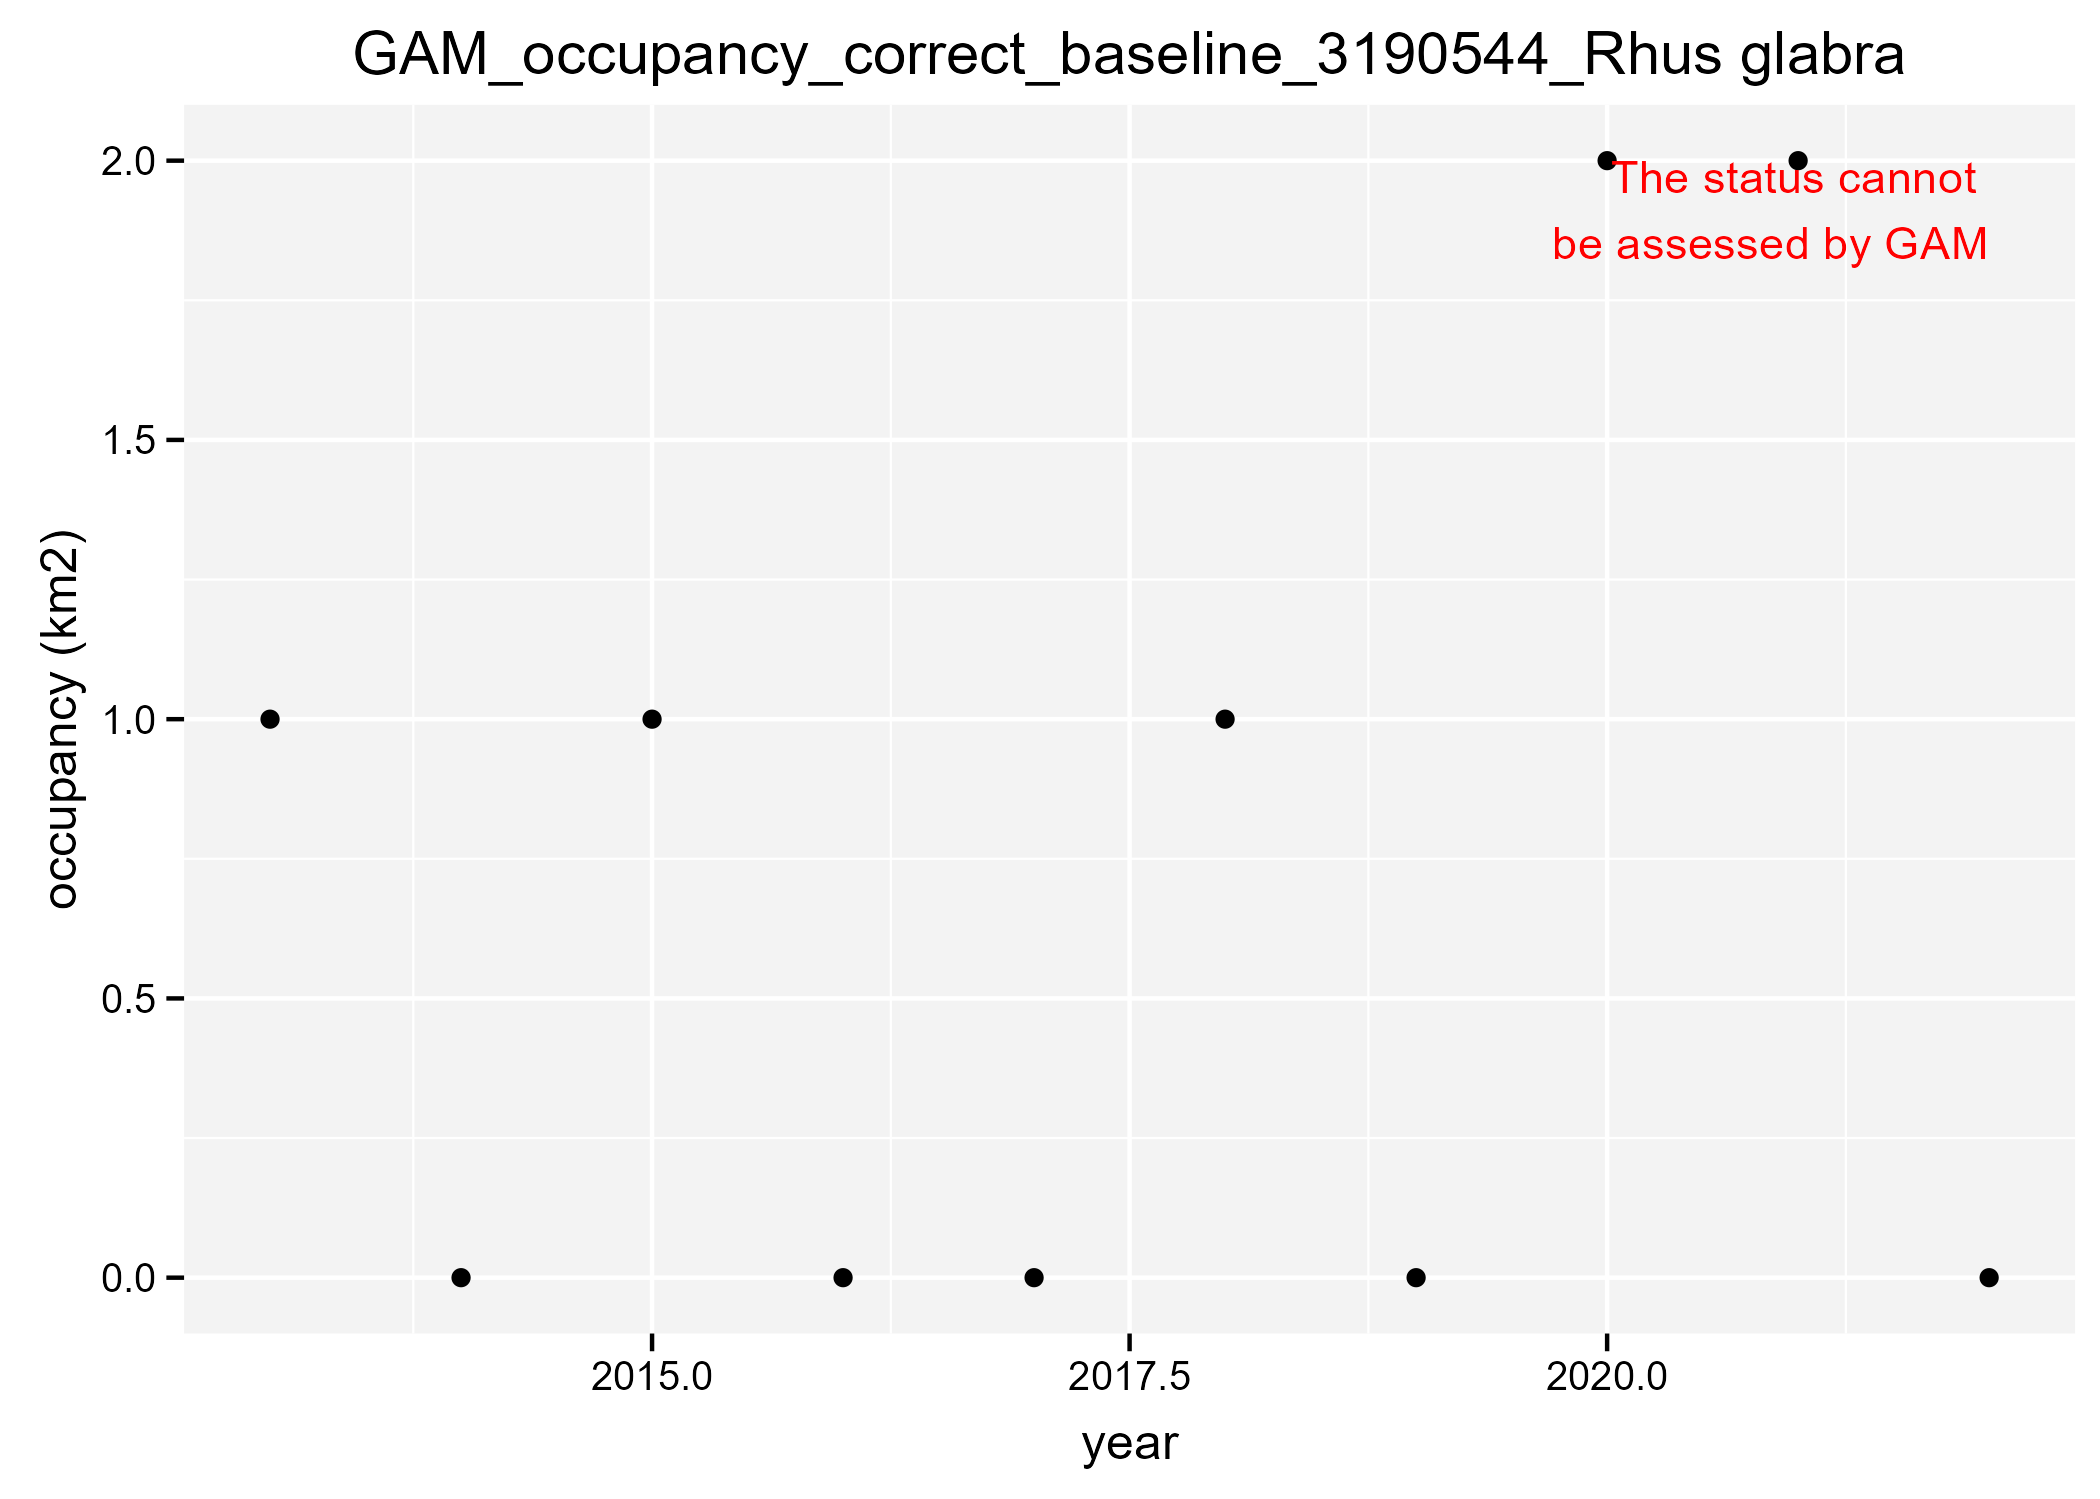 GAM_occupancy_correct_baseline_3190544_Rhus glabra
2.0
The status cannot
be assessed by GAM
1.5
occupancy (km2)
1.0
0.5
0.0
2015.0 2017.5 2020.0
year